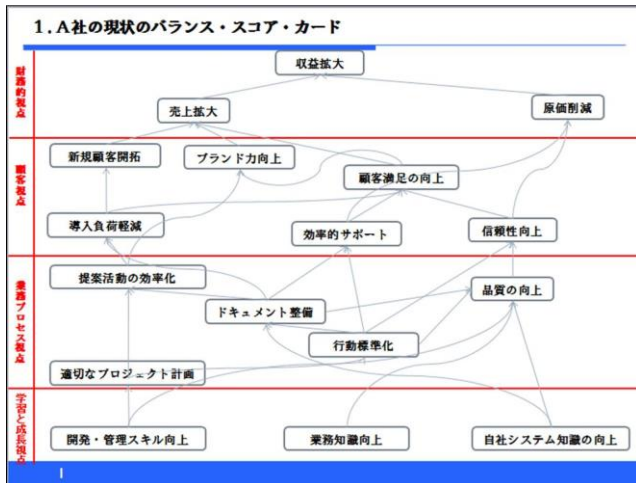 1．A社の現状のバランス・スコア・カード
財務的視点
収益拡大
売上拡大
原価削減
顧客視点
新規顧客開拓
ブランド力向上
顧客満足の向上
導入負荷軽減
効率的サポート
信頼性向上
業務プロセス視点
提案活動の効率化
ドキュメント整備
品質の向上
行動標準化
適切なプロジェクト計画
学習と成長視点
開発・管理スキル向上
業務知識向上
自社システム知識の向上